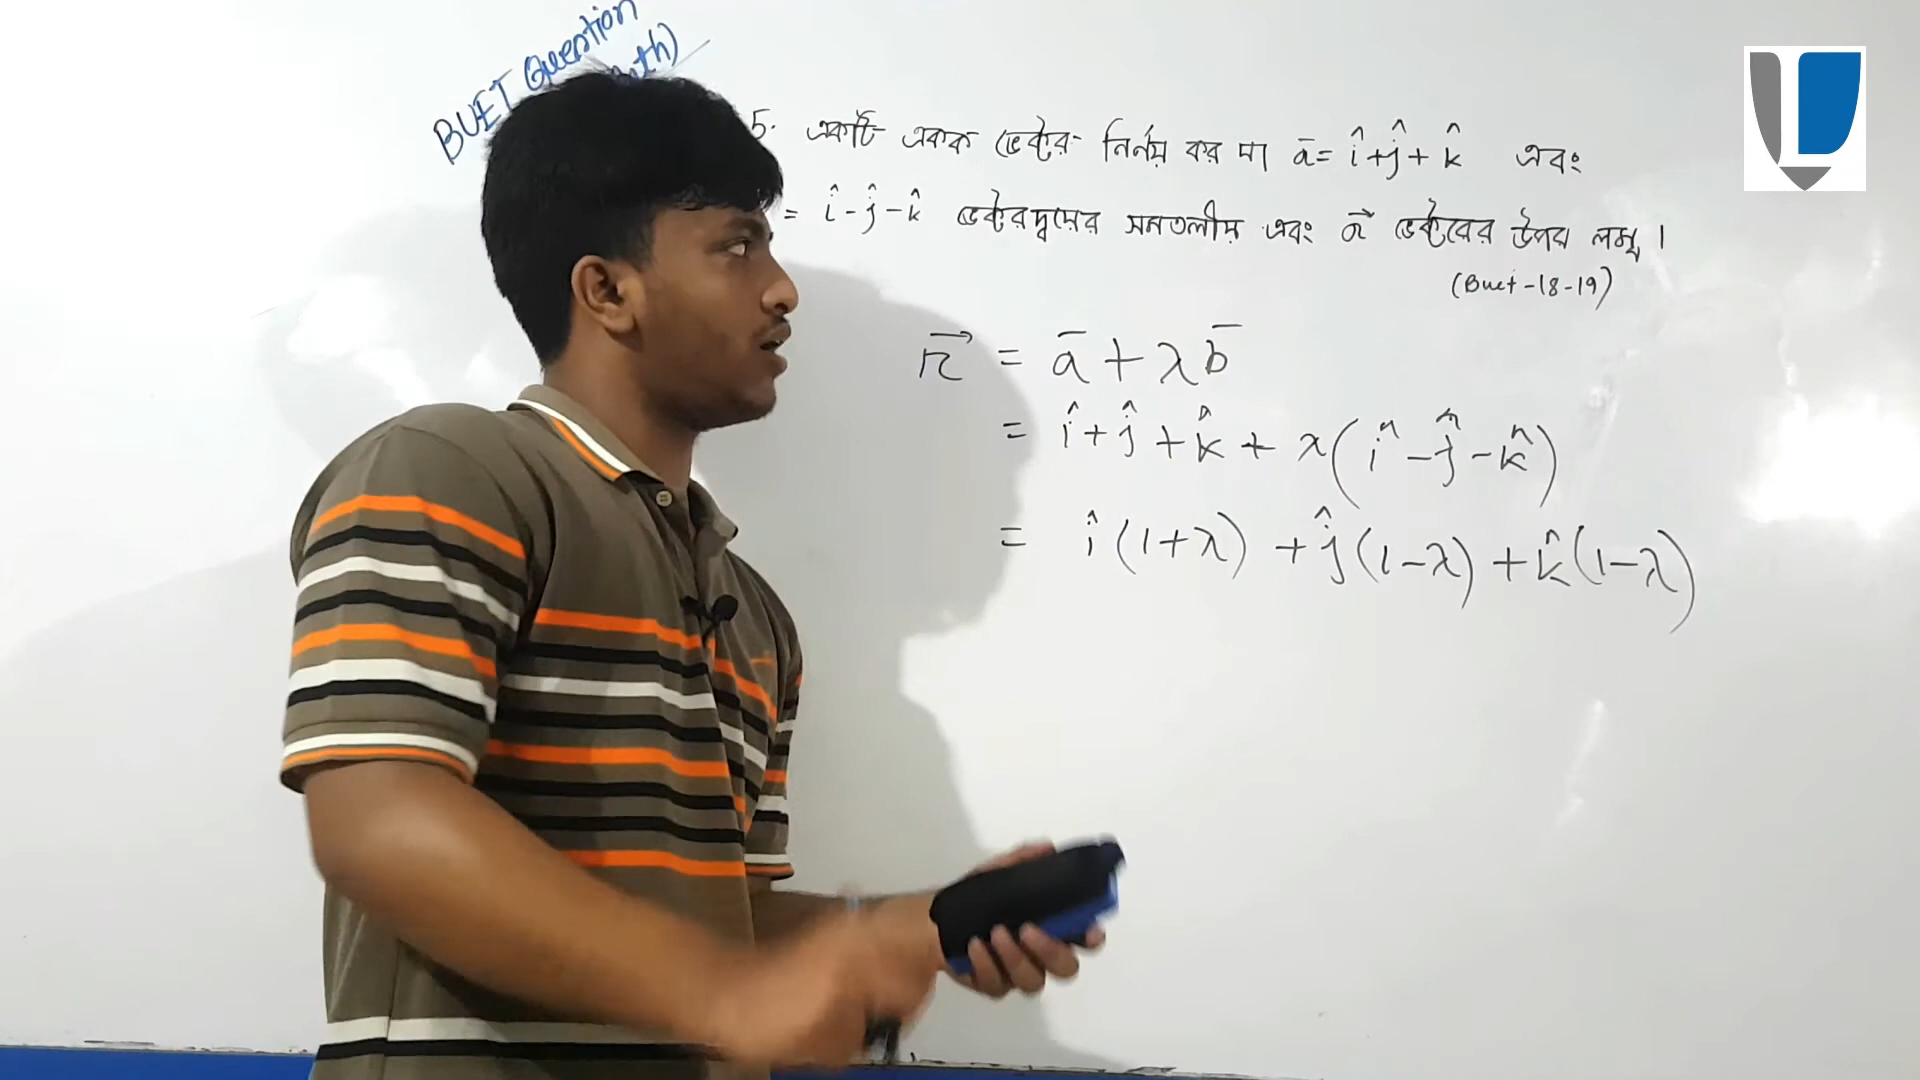 BUET Question
5. একটি একক ভেক্টর নির্ণয় কর যা ā = î + ĵ + k̂ এবং
= î - ĵ - k̂ ভেক্টরদ্বয়ের সমতলীয় এবং a⃗ ভেক্টরের উপর লম্ব।
(Buet-18-19)
r⃗ = ā + λb̄
= î + ĵ + k̂ + λ(î - ĵ - k̂)
= î(1+λ) + ĵ(1-λ) + k̂(1-λ)